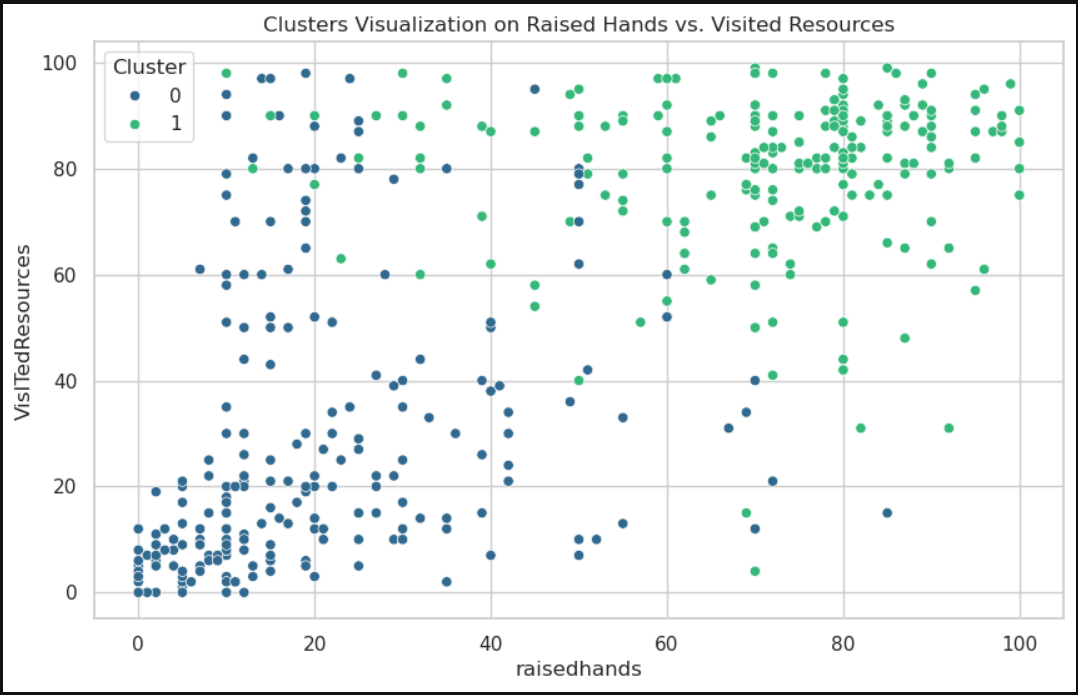 Clusters Visualization on Raised Hands vs. Visited Resources
Cluster
0
1
VisITedResources
100
80
60
40
20
0
0 20 40 60 80 100
raisedhands